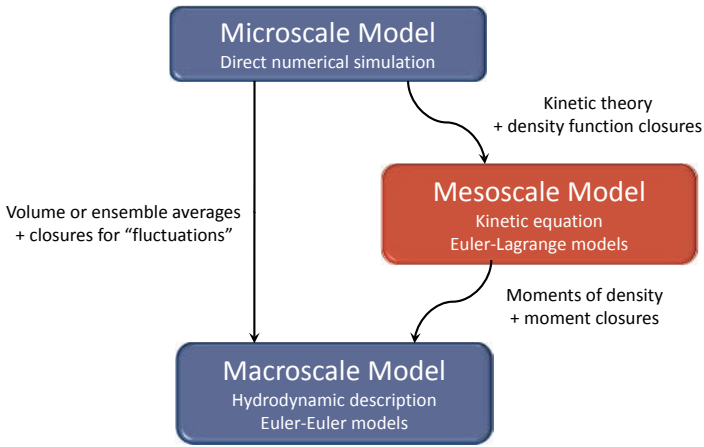 Microscale Model
Direct numerical simulation
Kinetic theory
+ density function closures
Mesoscale Model
Kinetic equation
Euler-Lagrange models
Volume or ensemble averages
+ closures for “fluctuations”
Moments of density
+ moment closures
Macroscale Model
Hydrodynamic description
Euler-Euler models